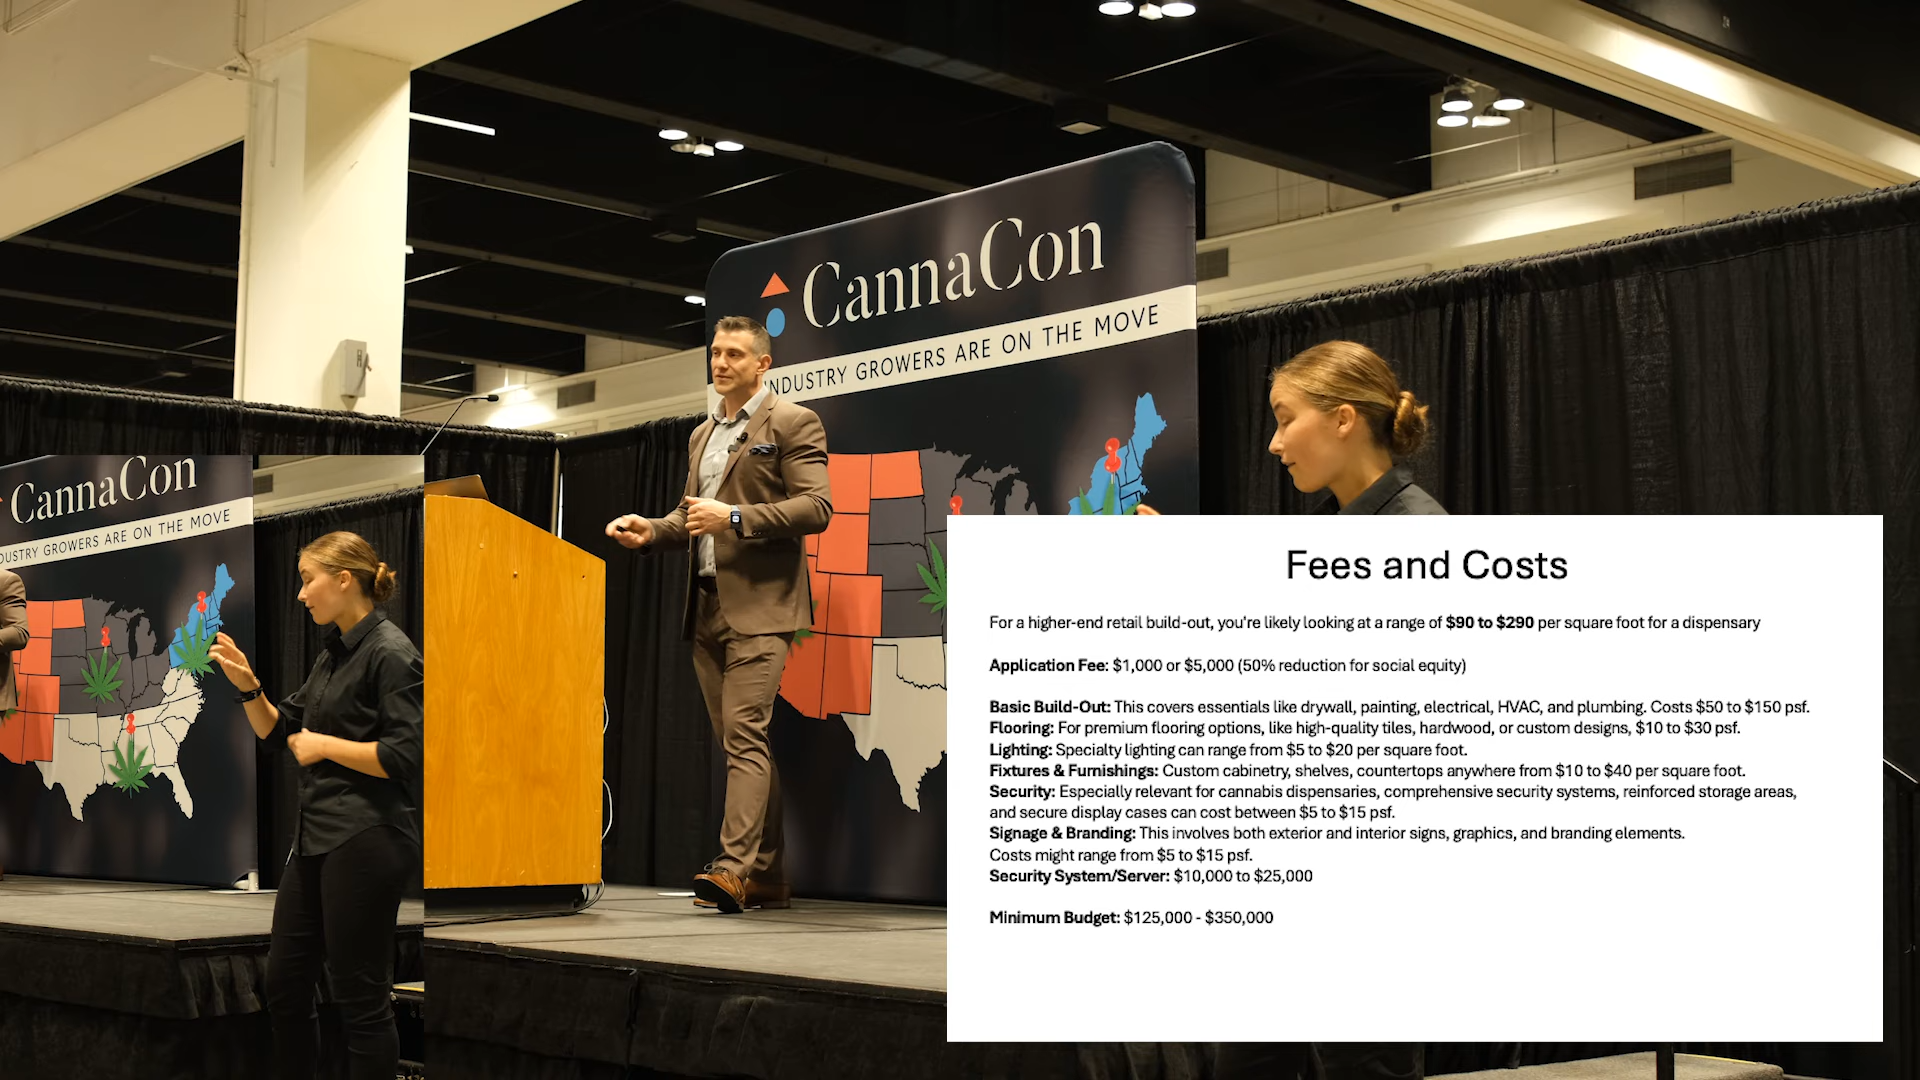 CannaCon
INDUSTRY GROWERS ARE ON THE MOVE
CannaCon
DUSTRY GROWERS ARE ON THE MOVE
Fees and Costs
For a higher-end retail build-out, you're likely looking at a range of $90 to $290 per square foot for a dispensary
Application Fee: $1,000 or $5,000 (50% reduction for social equity)
Basic Build-Out: This covers essentials like drywall, painting, electrical, HVAC, and plumbing. Costs $50 to $150 psf.
Flooring: For premium flooring options, like high-quality tiles, hardwood, or custom designs, $10 to $30 psf.
Lighting: Specialty lighting can range from $5 to $20 per square foot.
Fixtures & Furnishings: Custom cabinetry, shelves, countertops anywhere from $10 to $40 per square foot.
Security: Especially relevant for cannabis dispensaries, comprehensive security systems, reinforced storage areas,
and secure display cases can cost between $5 to $15 psf.
Signage & Branding: This involves both exterior and interior signs, graphics, and branding elements.
Costs might range from $5 to $15 psf.
Security System/Server: $10,000 to $25,000
Minimum Budget: $125,000 - $350,000